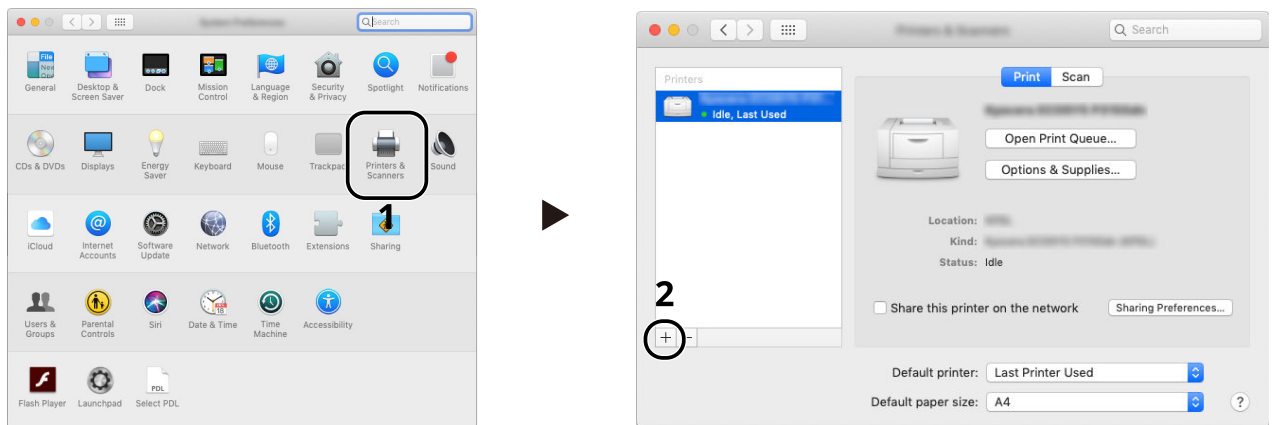 Search
File
New
General
Desktop &
Screen Saver
Dock
Mission
Control
Language
& Region
Security
& Privacy
Spotlight
Notifications
CDs & DVDs
Displays
Energy
Saver
Keyboard
Mouse
Trackpad
Printers &
Scanners
Sound
1
iCloud
Internet
Accounts
Software
Update
Network
Bluetooth
Extensions
Sharing
Users &
Groups
Parental
Controls
Siri
18
Date & Time
Time
Machine
Accessibility
Flash Player
Launchpad
PDL
Select PDL
Search
Printers
Idle, Last Used
2
+ -
Print Scan
Open Print Queue...
Options & Supplies...
Location:
Kind:
Status: Idle
Share this printer on the network Sharing Preferences...
Default printer: Last Printer Used
Default paper size: A4 ?